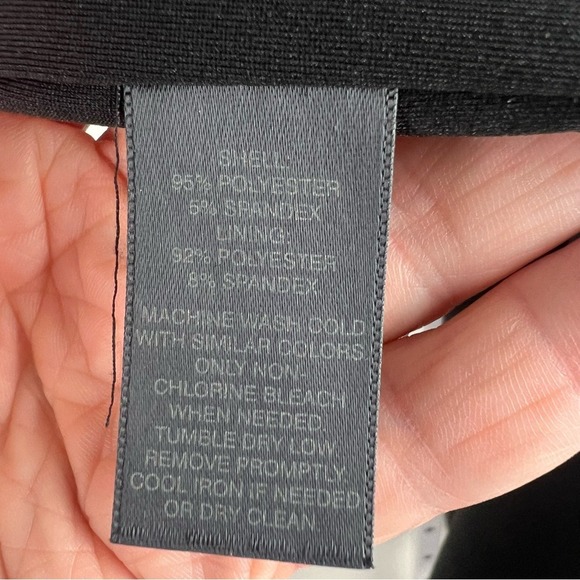 SHELL:
95% POLYESTER
5% SPANDEX
LINING:
92% POLYESTER
8% SPANDEX
MACHINE WASH COLD
WITH SIMILAR COLORS.
ONLY NON-
CHLORINE BLEACH
WHEN NEEDED.
TUMBLE DRY LOW.
REMOVE PROMPTLY.
COOL IRON IF NEEDED
OR DRY CLEAN.